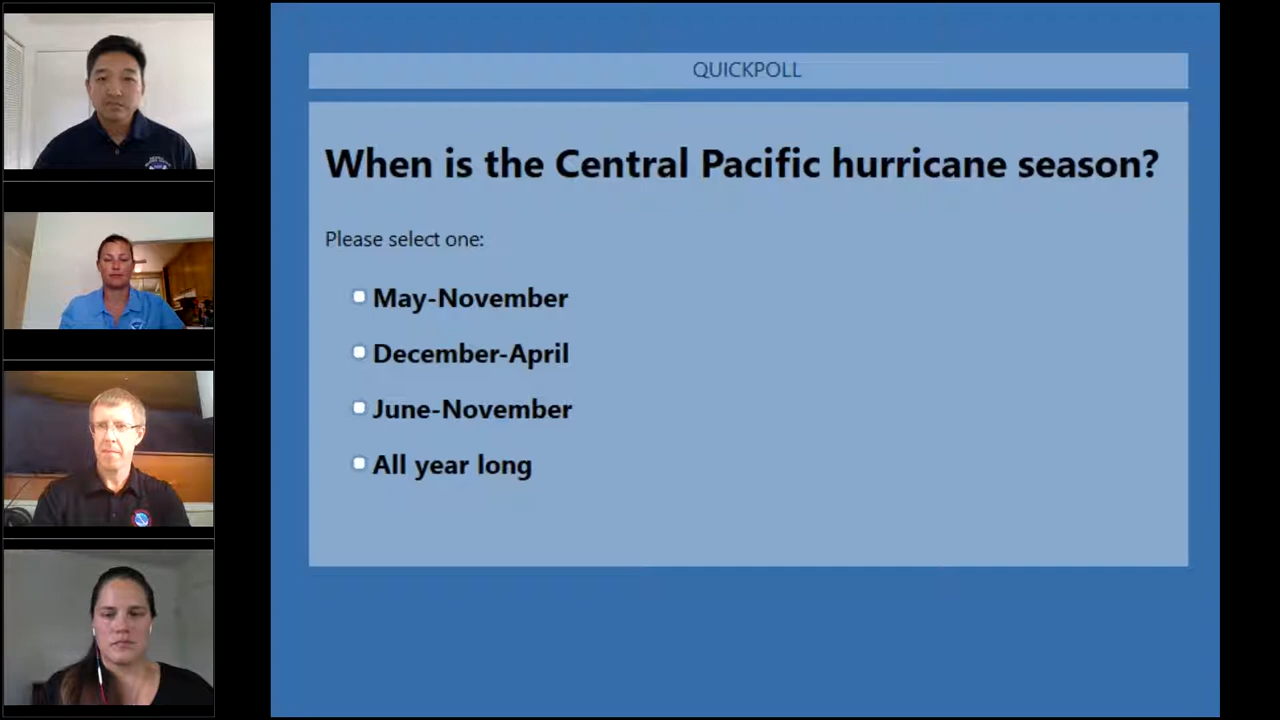 QUICKPOLL
When is the Central Pacific hurricane season?
Please select one:
May-November
December-April
June-November
All year long